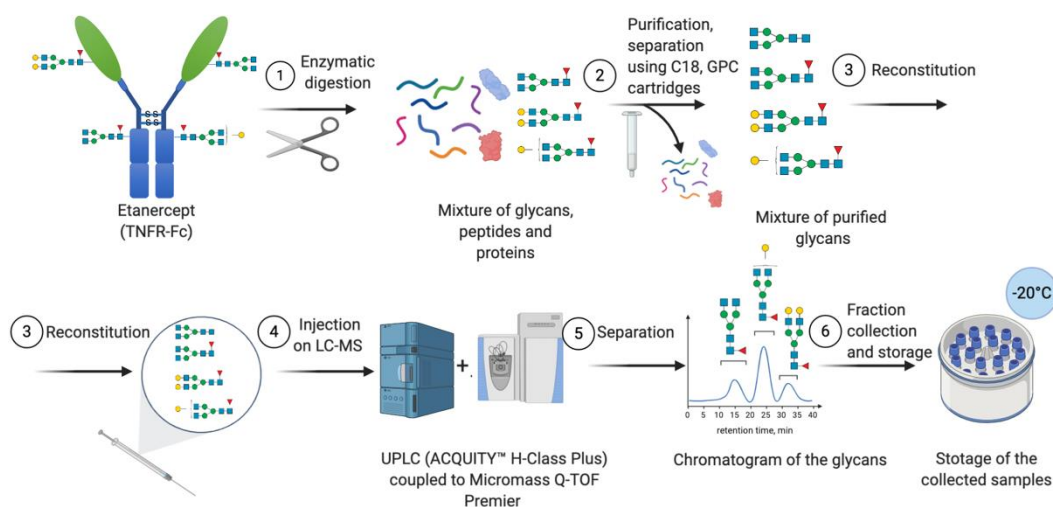 1
Enzymatic
digestion
2
Purification,
separation
using C18, GPC
cartridges
3
Reconstitution
S-S
S-S
Etanercept
(TNFR-Fc)
Mixture of glycans,
peptides and
proteins
Mixture of purified
glycans
3
Reconstitution
4
Injection
on LC-MS
+
5
Separation
6
Fraction
collection
and storage
-20°C
0 5 10 15 20 25 30 35 40
retention time, min
UPLC (ACQUITY™ H-Class Plus)
coupled to Micromass Q-TOF
Premier
Chromatogram of the glycans
Stotage of the
collected samples